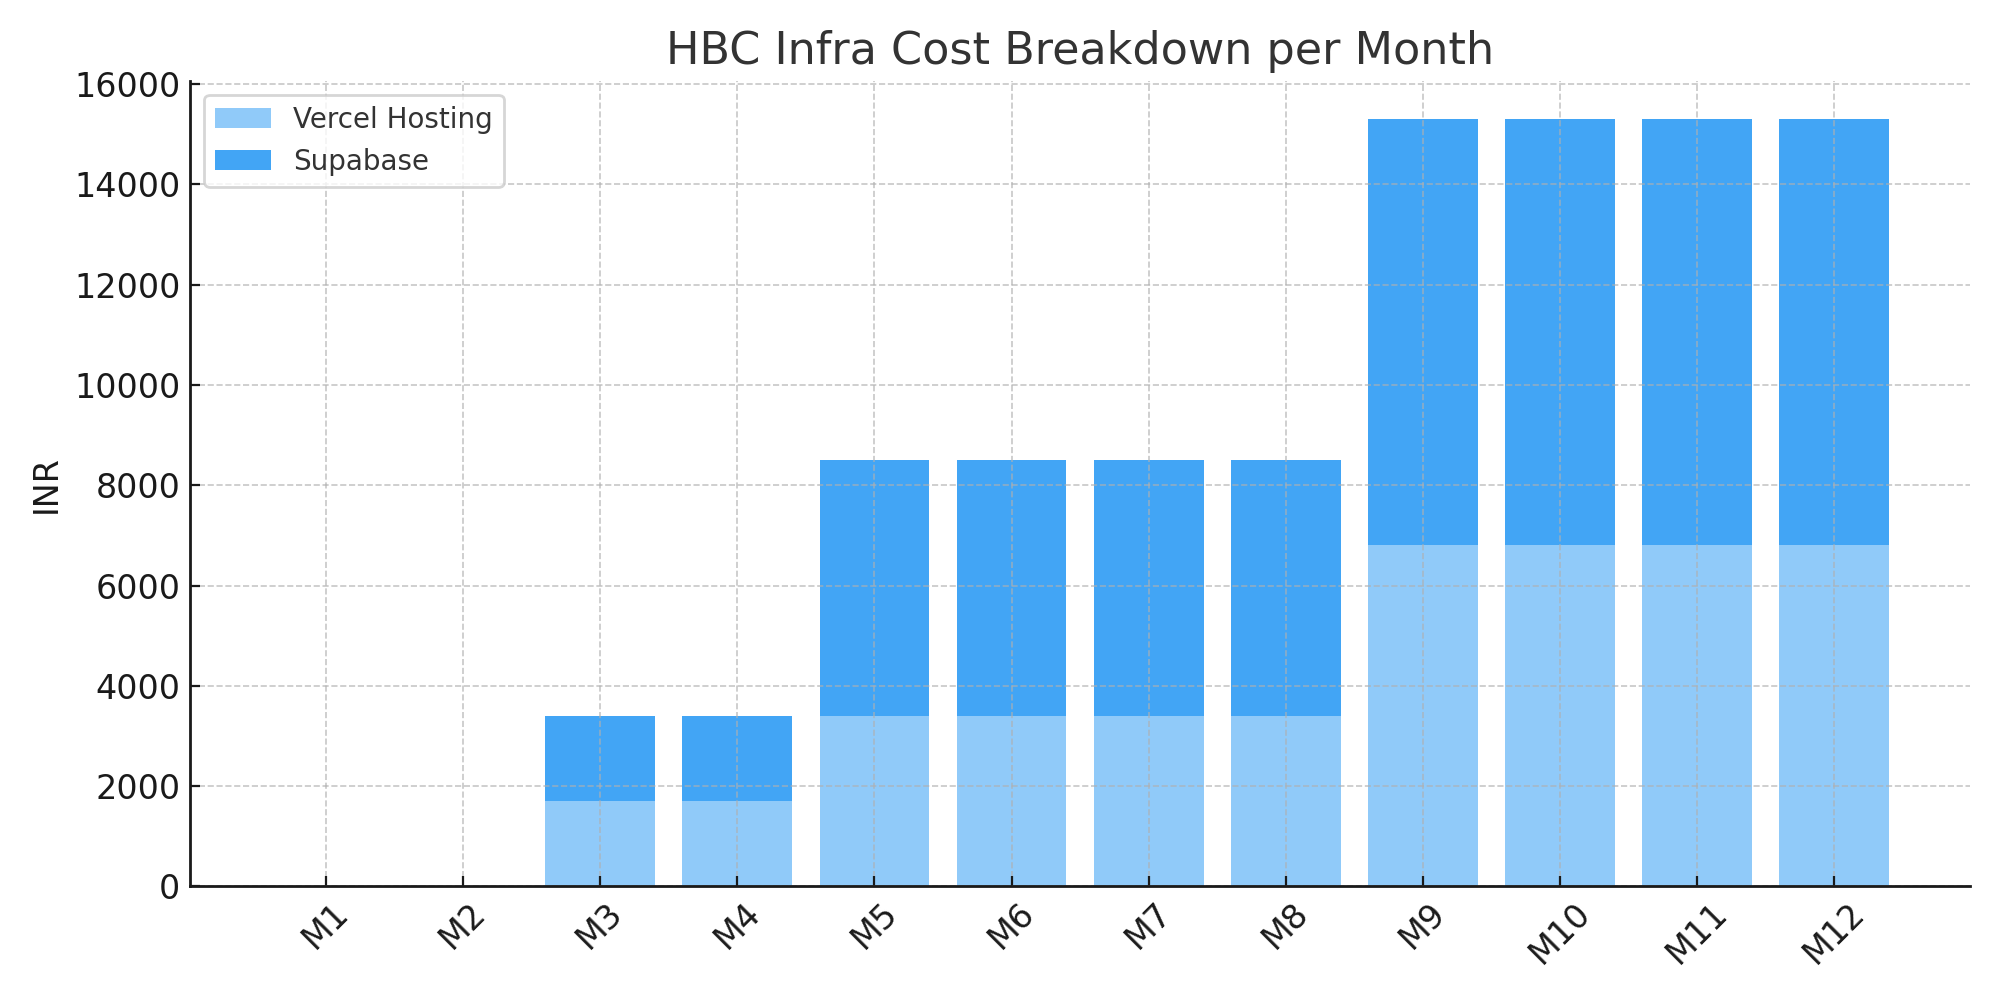 HBC Infra Cost Breakdown per Month
16000
14000
12000
10000
8000
6000
4000
2000
0
INR
Vercel Hosting
Supabase
M1 M2 M3 M4 M5 M6 M7 M8 M9 M10 M11 M12